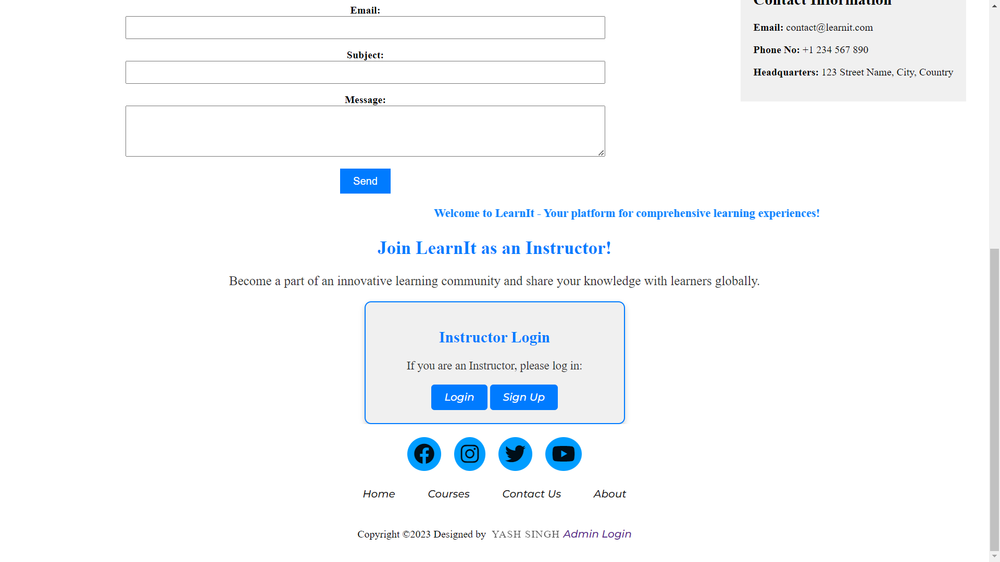 Email:
Subject:
Message:
Send
Contact Information
Email: contact@learnit.com
Phone No: +1 234 567 890
Headquarters: 123 Street Name, City, Country
Welcome to LearnIt - Your platform for comprehensive learning experiences!
Join LearnIt as an Instructor!
Become a part of an innovative learning community and share your knowledge with learners globally.
Instructor Login
If you are an Instructor, please log in:
Login Sign Up
Home Courses Contact Us About
Copyright ©2023 Designed by YASH SINGH Admin Login